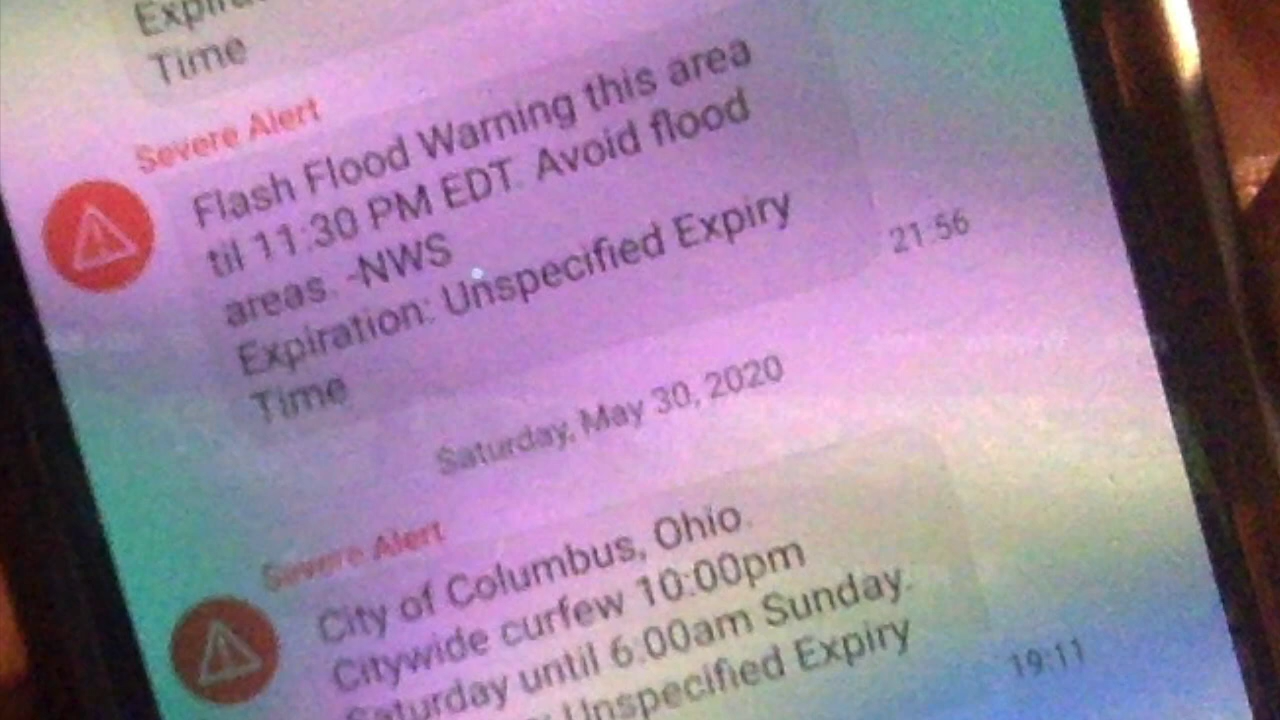 Time
Severe Alert
Flash Flood Warning this area
til 11:30 PM EDT. Avoid flood
areas. -NWS
Expiration: Unspecified Expiry
Time
21:56
Saturday, May 30, 2020
Severe Alert
City of Columbus, Ohio.
Citywide curfew 10:00pm
Saturday until 6:00am Sunday.
Unspecified Expiry
19:11